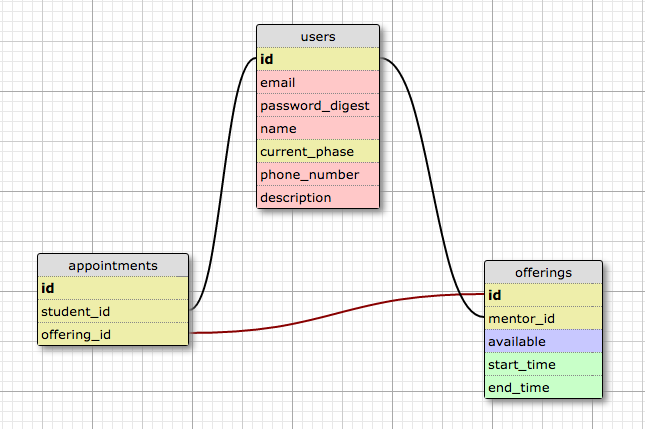 users
id
email
password_digest
name
current_phase
phone_number
description
appointments
id
student_id
offering_id
offerings
id
mentor_id
available
start_time
end_time